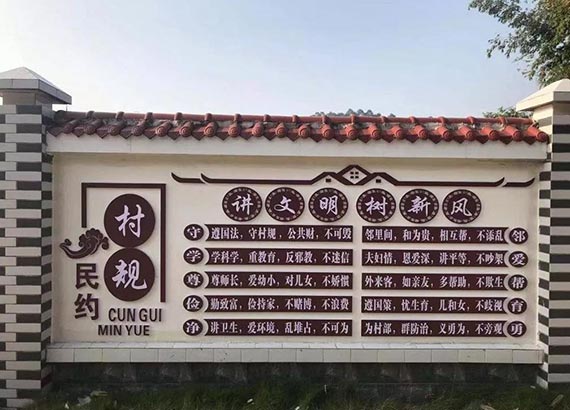 村规
民约
CUN GUI
MIN YUE
讲文明树新风
守 遵国法，守村规，公共财，不可毁
学 学科学，重教育，反邪教，不迷信
尊 尊师长，爱幼小，对儿女，不娇惯
俭 勤致富，俭持家，不赌博，不浪费
净 讲卫生，爱环境，乱堆占，不可为
邻里间，和为贵，相互帮，不添乱 邻
夫妇情，恩爱深，讲平等，不吵架 爱
外来客，如亲友，多帮助，不欺生 帮
遵国策，优生育，儿和女，不歧视 育
为村部，群防治，义勇为，不旁观 勇